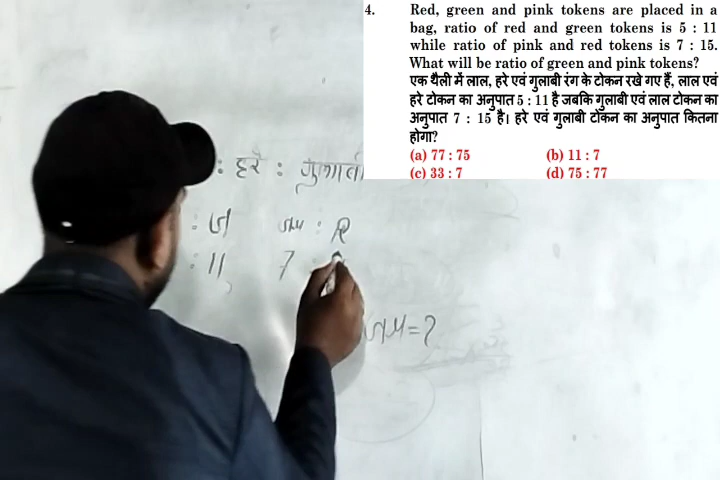 4. Red, green and pink tokens are placed in a
bag, ratio of red and green tokens is 5 : 11
while ratio of pink and red tokens is 7 : 15.
What will be ratio of green and pink tokens?
एक थैली में लाल, हरे एवं गुलाबी रंग के टोकन रखे गए हैं, लाल एवं
हरे टोकन का अनुपात 5 : 11 है जबकि गुलाबी एवं लाल टोकन का
अनुपात 7 : 15 है। हरे एवं गुलाबी टोकन का अनुपात कितना
होगा?
(a) 77 : 75 (b) 11 : 7
(c) 33 : 7 (d) 75 : 77
: हरे : गुलाबी
: R
: 11 7 :
= ?